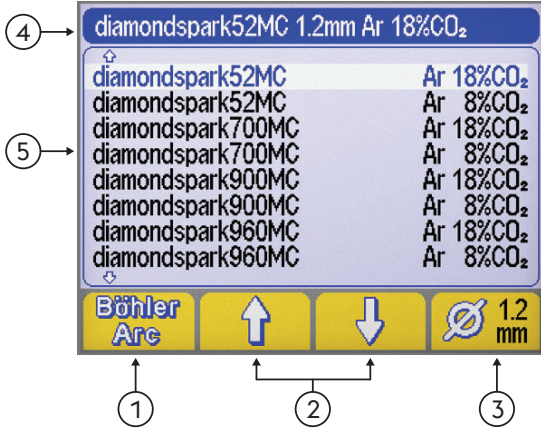 4
diamondspark52MC 1.2mm Ar 18%CO₂
5
diamondspark52MC Ar 18%CO₂
diamondspark52MC Ar 8%CO₂
diamondspark700MC Ar 18%CO₂
diamondspark700MC Ar 8%CO₂
diamondspark900MC Ar 18%CO₂
diamondspark900MC Ar 8%CO₂
diamondspark960MC Ar 18%CO₂
diamondspark960MC Ar 8%CO₂
Böhler
Arc
Ø 1.2
mm
1
2
3